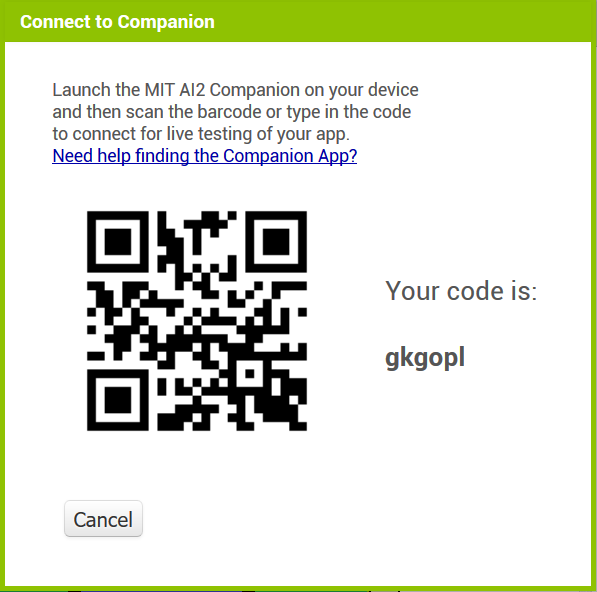 Connect to Companion
Launch the MIT AI2 Companion on your device
and then scan the barcode or type in the code
to connect for live testing of your app.
Need help finding the Companion App?
Your code is:
gkgopl
Cancel